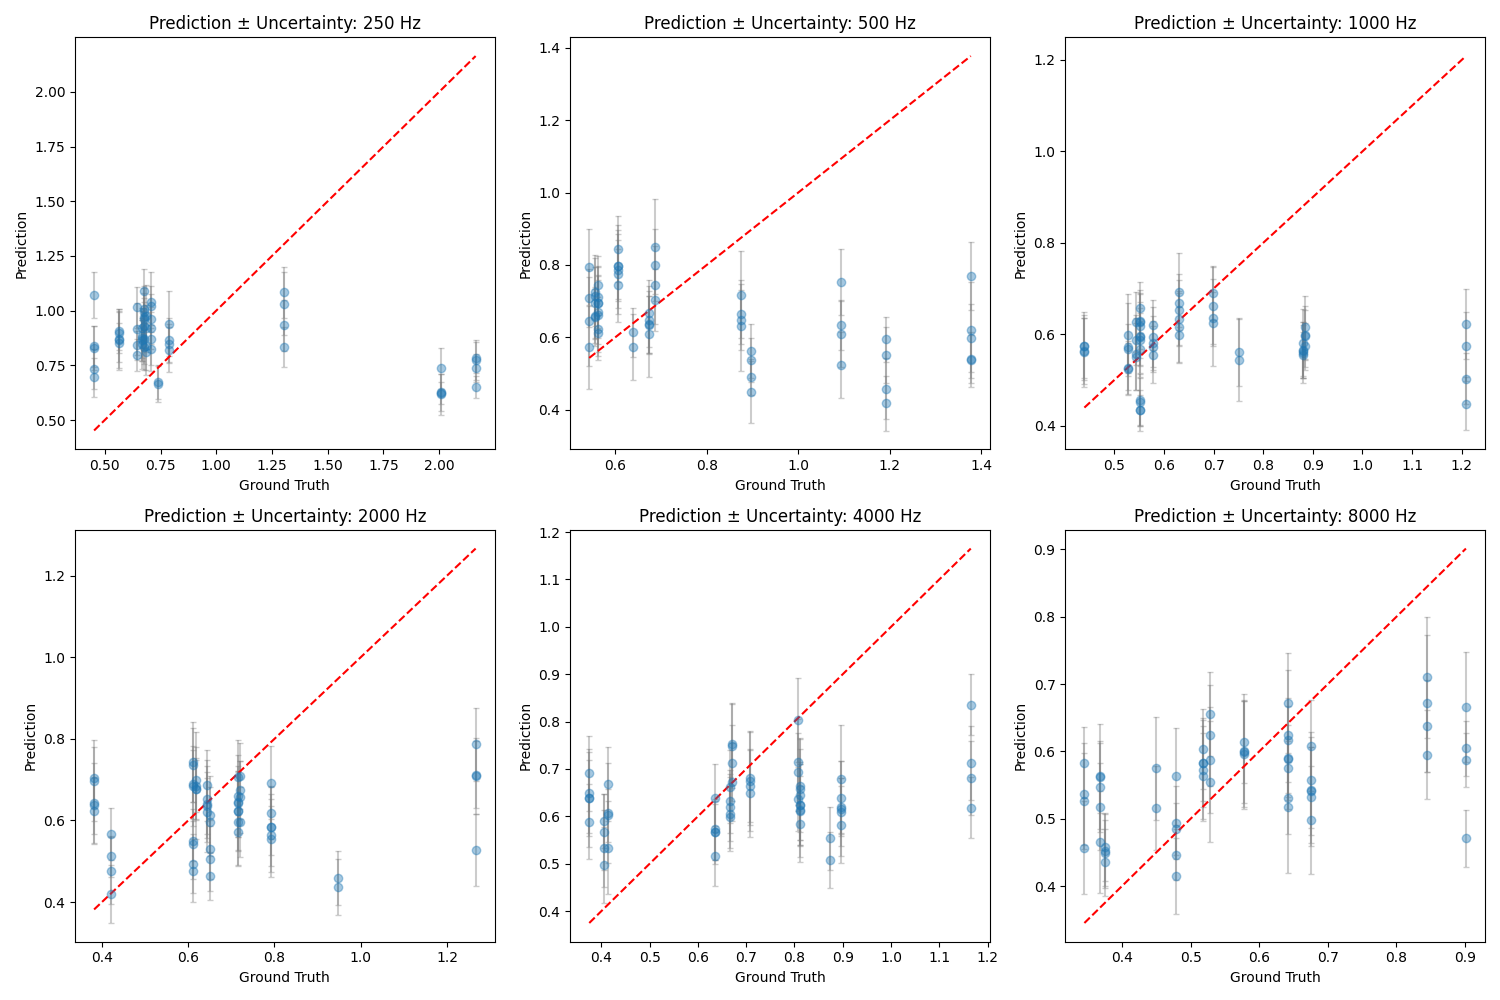 Prediction ± Uncertainty: 250 Hz
Prediction
2.00
1.75
1.50
1.25
1.00
0.75
0.50
0.50 0.75 1.00 1.25 1.50 1.75 2.00
Ground Truth
Prediction ± Uncertainty: 500 Hz
Prediction
1.4
1.2
1.0
0.8
0.6
0.4
0.6 0.8 1.0 1.2 1.4
Ground Truth
Prediction ± Uncertainty: 1000 Hz
Prediction
1.2
1.0
0.8
0.6
0.4
0.5 0.6 0.7 0.8 0.9 1.0 1.1 1.2
Ground Truth
Prediction ± Uncertainty: 2000 Hz
Prediction
1.2
1.0
0.8
0.6
0.4
0.4 0.6 0.8 1.0 1.2
Ground Truth
Prediction ± Uncertainty: 4000 Hz
Prediction
1.2
1.1
1.0
0.9
0.8
0.7
0.6
0.5
0.4
0.4 0.5 0.6 0.7 0.8 0.9 1.0 1.1 1.2
Ground Truth
Prediction ± Uncertainty: 8000 Hz
Prediction
0.9
0.8
0.7
0.6
0.5
0.4
0.4 0.5 0.6 0.7 0.8 0.9
Ground Truth